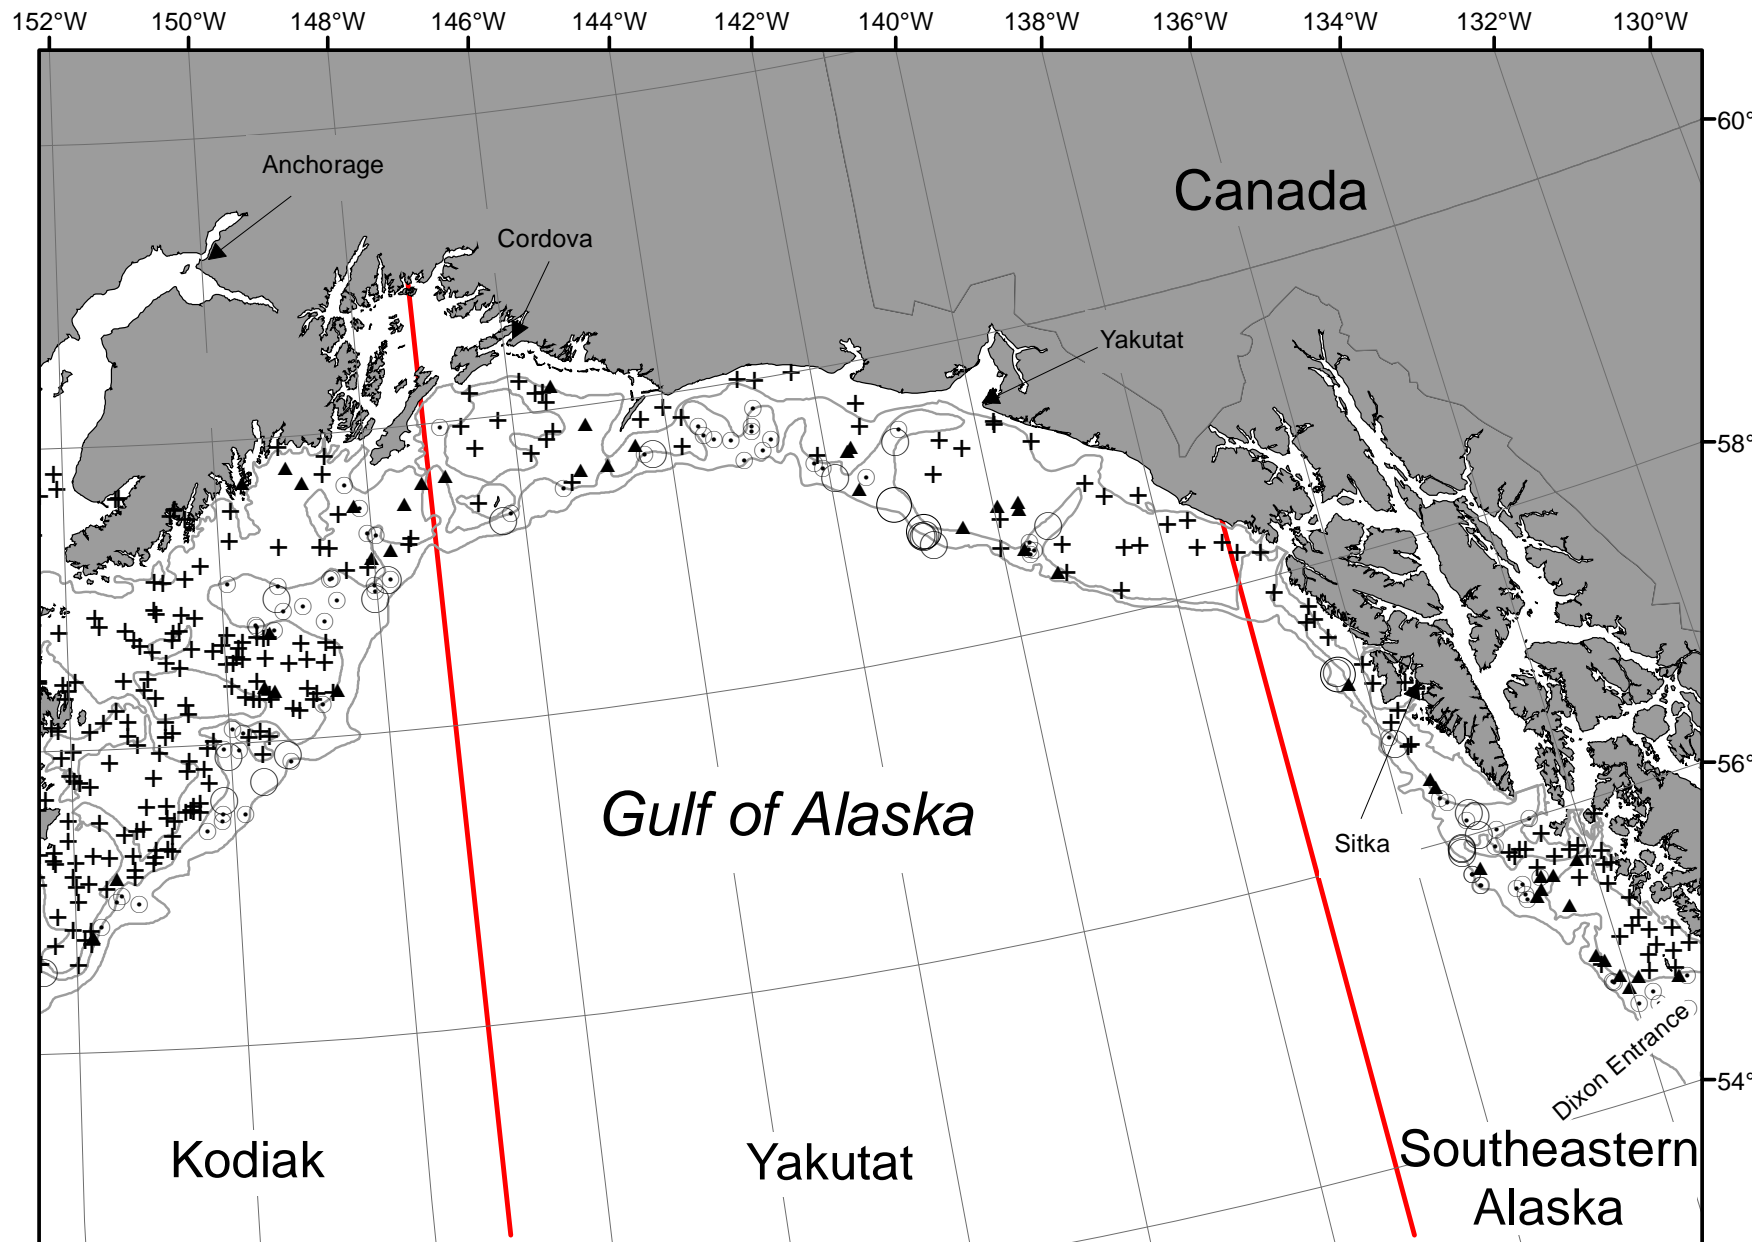 152°W 150°W 148°W 146°W 144°W 142°W 140°W 138°W 136°W 134°W 132°W 130°W
60°
Anchorage
Canada
Cordova
Yakutat
58°
56°
Gulf of Alaska
Sitka
54°
Dixon Entrance
Kodiak
Yakutat
Southeastern
Alaska